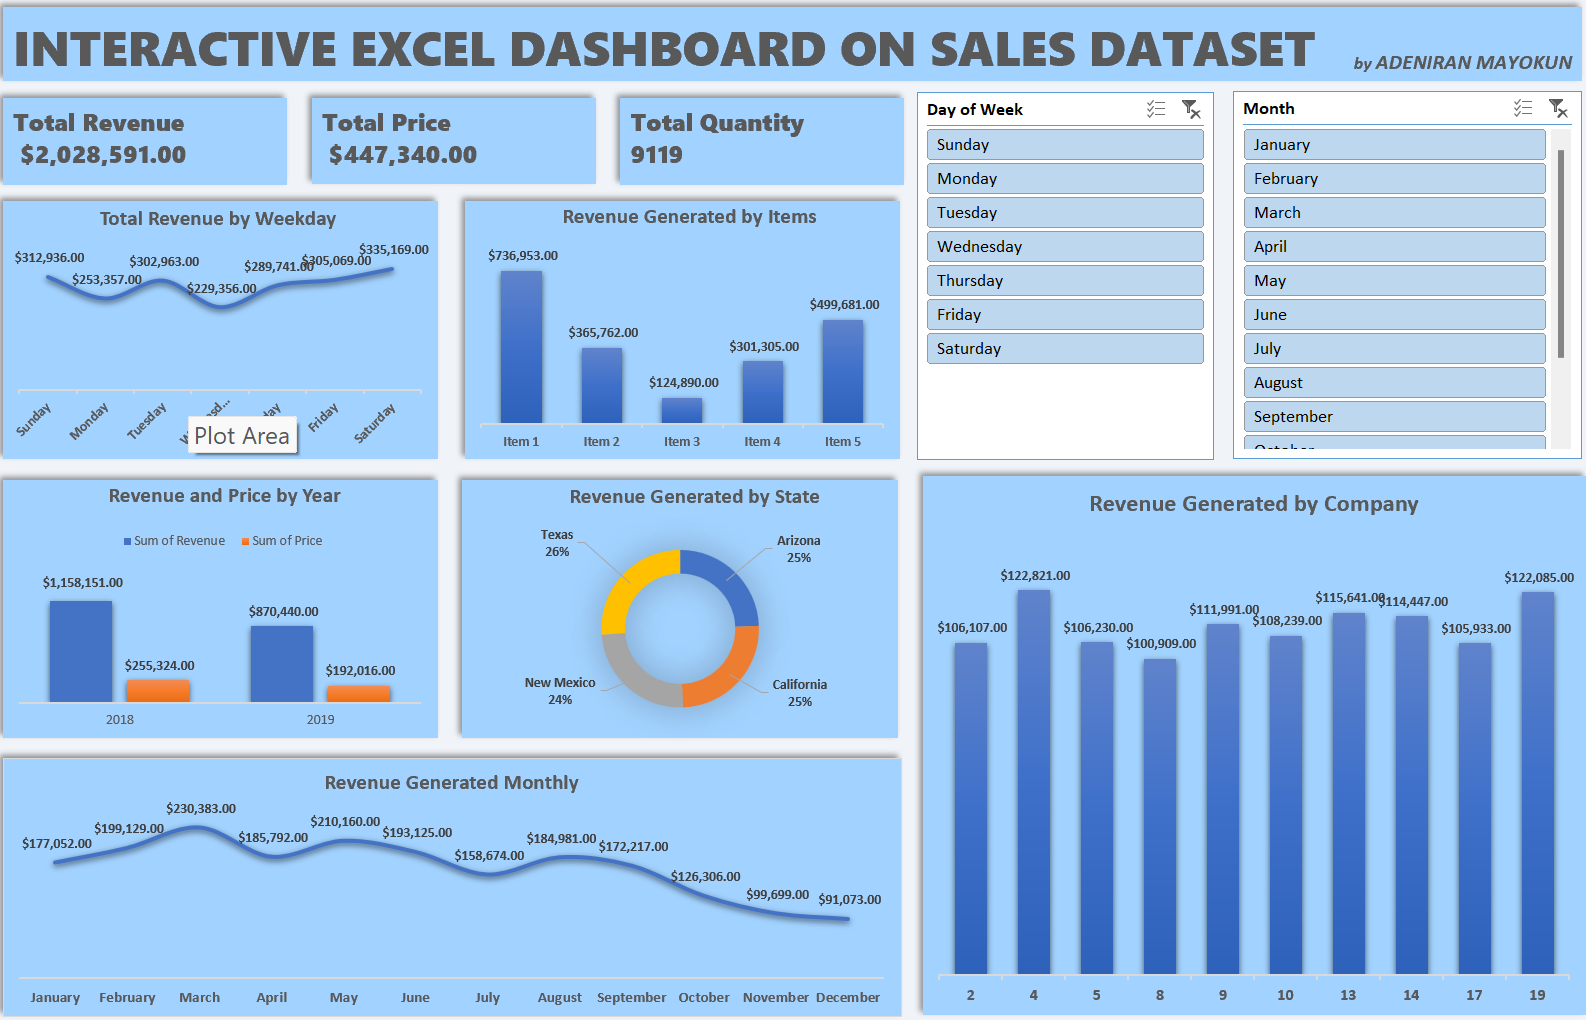 INTERACTIVE EXCEL DASHBOARD ON SALES DATASET
by ADENIRAN MAYOKUN
Total Revenue
$2,028,591.00
Total Price
$447,340.00
Total Quantity
9119
Day of Week
Sunday
Monday
Tuesday
Wednesday
Thursday
Friday
Saturday
Month
January
February
March
April
May
June
July
August
September
October
Total Revenue by Weekday
$312,936.00
$253,357.00
$302,963.00
$229,356.00
$289,741.00
$305,069.00
$335,169.00
Sunday
Monday
Tuesday
Friday
Saturday
Plot Area
Revenue Generated by Items
$736,953.00
$365,762.00
$124,890.00
$301,305.00
$499,681.00
Item 1 Item 2 Item 3 Item 4 Item 5
Revenue and Price by Year
Sum of Revenue Sum of Price
$1,158,151.00
$255,324.00
$870,440.00
$192,016.00
2018 2019
Revenue Generated by State
Texas
26%
Arizona
25%
New Mexico
24%
California
25%
Revenue Generated by Company
$106,107.00
$122,821.00
$106,230.00
$100,909.00
$111,991.00
$108,239.00
$115,641.00
$114,447.00
$105,933.00
$122,085.00
2 4 5 8 9 10 13 14 17 19
Revenue Generated Monthly
$177,052.00
$199,129.00
$230,383.00
$185,792.00
$210,160.00
$193,125.00
$158,674.00
$184,981.00
$172,217.00
$126,306.00
$99,699.00
$91,073.00
January February March April May June July August September October November December